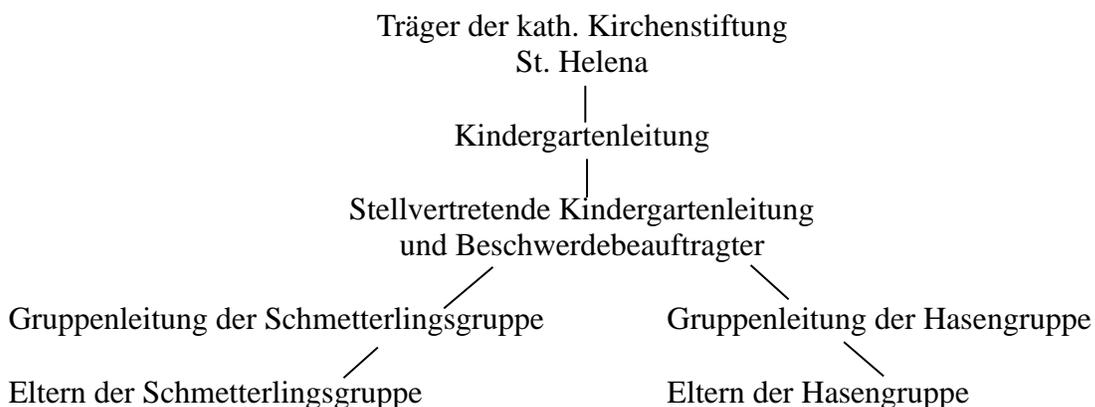 Träger der kath. Kirchenstiftung
St. Helena
Kindergartenleitung
Stellvertretende Kindergartenleitung
und Beschwerdebeauftragter
Gruppenleitung der Schmetterlingsgruppe
Gruppenleitung der Hasengruppe
Eltern der Schmetterlingsgruppe
Eltern der Hasengruppe